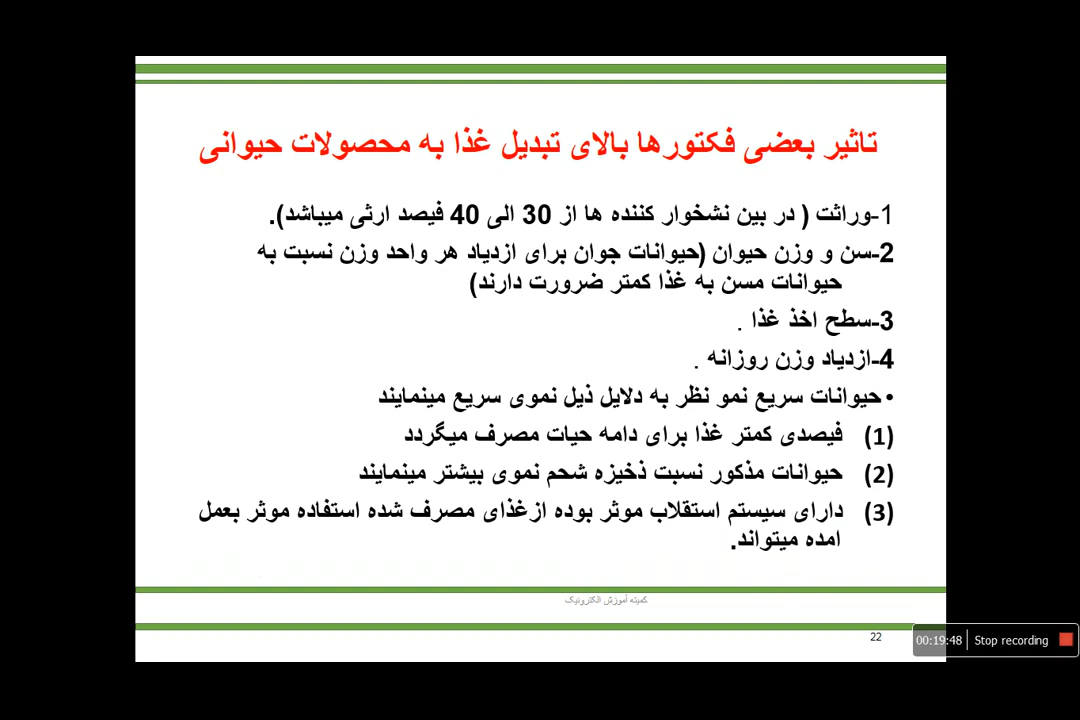 تاثیر بعضی فکتورها بالای تبدیل غذا به محصولات حیوانی
1-وراثت ( در بین نشخوار کننده ها از 30 الی 40 فیصد ارثی میباشد).
2-سن و وزن حیوان (حیوانات جوان برای ازدیاد هر واحد وزن نسبت به
حیوانات مسن به غذا کمتر ضرورت دارند)
3-سطح اخذ غذا .
4-ازدیاد وزن روزانه .
• حیوانات سریع نمو نظر به دلایل ذیل نموی سریع مینمایند
(1) فیصدی کمتر غذا برای دامه حیات مصرف میگردد
(2) حیوانات مذکور نسبت ذخیزه شحم نموی بیشتر مینمایند
(3) دارای سیستم استقلاب موثر بوده ازغذای مصرف شده استفاده موثر بعمل
امده میتواند.
کمیته آموزش الکترونیک
22
00:19:48 Stop recording